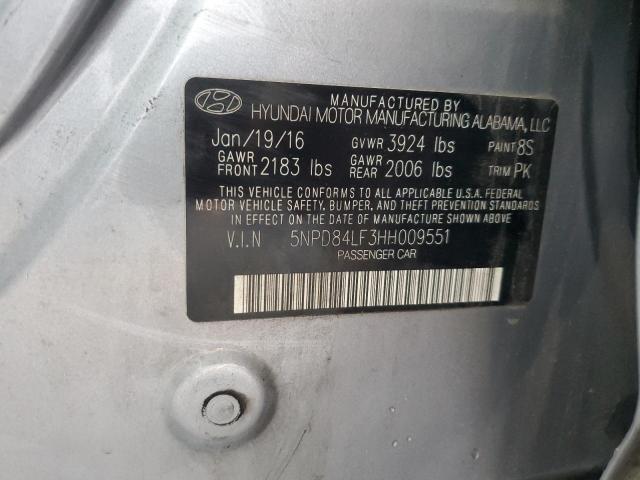 MANUFACTURED BY
HYUNDAI MOTOR MANUFACTURING ALABAMA, LLC
Jan/19/16 GVWR 3924 lbs PAINT 8S
GAWR FRONT 2183 lbs GAWR REAR 2006 lbs TRIM PK
THIS VEHICLE CONFORMS TO ALL APPLICABLE U.S.A. FEDERAL
MOTOR VEHICLE SAFETY, BUMPER, AND THEFT PREVENTION STANDARDS
IN EFFECT ON THE DATE OF MANUFACTURE SHOWN ABOVE.
V.I.N 5NPD84LF3HH009551
PASSENGER CAR